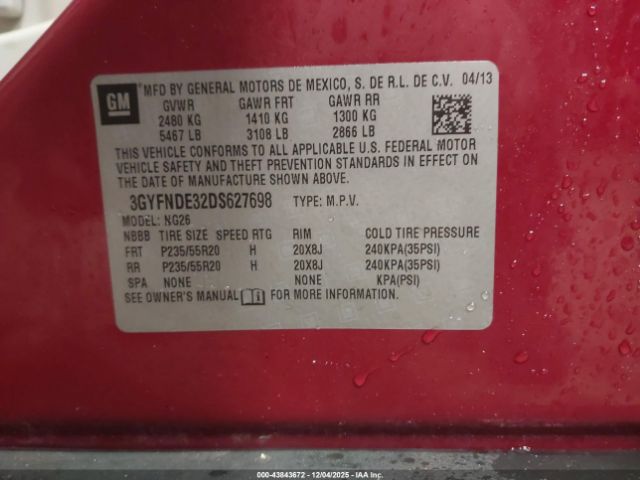 GM
MFD BY GENERAL MOTORS DE MEXICO, S. DE R.L. DE C.V. 04/13
GVWR GAWR FRT GAWR RR
2480 KG 1410 KG 1300 KG
5467 LB 3108 LB 2866 LB
THIS VEHICLE CONFORMS TO ALL APPLICABLE U.S. FEDERAL MOTOR
VEHICLE SAFETY AND THEFT PREVENTION STANDARDS IN EFFECT ON
THE DATE OF MANUFACTURE SHOWN ABOVE.
3GYFNDE32DS627698 TYPE: M.P.V.
MODEL: NG26
NBBB TIRE SIZE SPEED RTG RIM COLD TIRE PRESSURE
FRT P235/55R20 H 20X8J 240KPA(35PSI)
RR P235/55R20 H 20X8J 240KPA(35PSI)
SPA NONE NONE KPA(PSI)
SEE OWNER'S MANUAL FOR MORE INFORMATION.
000-43843672 - 12/04/2025 - IAA Inc.